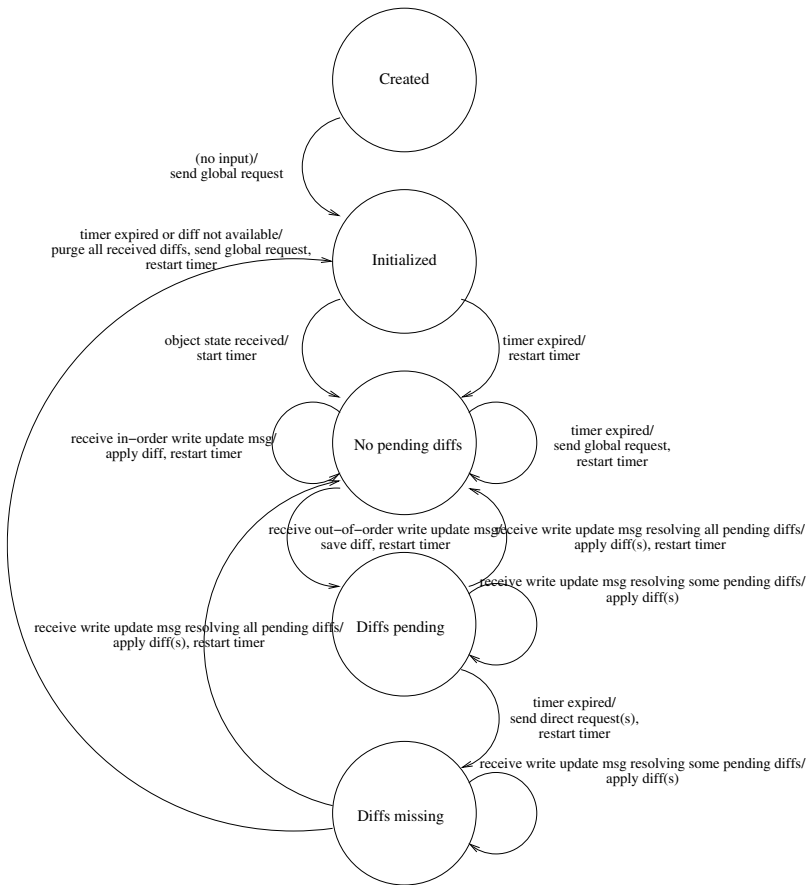 Created
(no input)/
send global request
timer expired or diff not available/
purge all received diffs, send global request,
restart timer
Initialized
object state received/
start timer
timer expired/
restart timer
receive in−order write update msg/
apply diff, restart timer
No pending diffs
timer expired/
send global request,
restart timer
receive out−of−order write update msg/
save diff, restart timer
receive write update msg resolving all pending diffs/
apply diff(s), restart timer
receive write update msg resolving some pending diffs/
apply diff(s)
receive write update msg resolving all pending diffs/
apply diff(s), restart timer
Diffs pending
timer expired/
send direct request(s),
restart timer
receive write update msg resolving some pending diffs/
apply diff(s)
Diffs missing